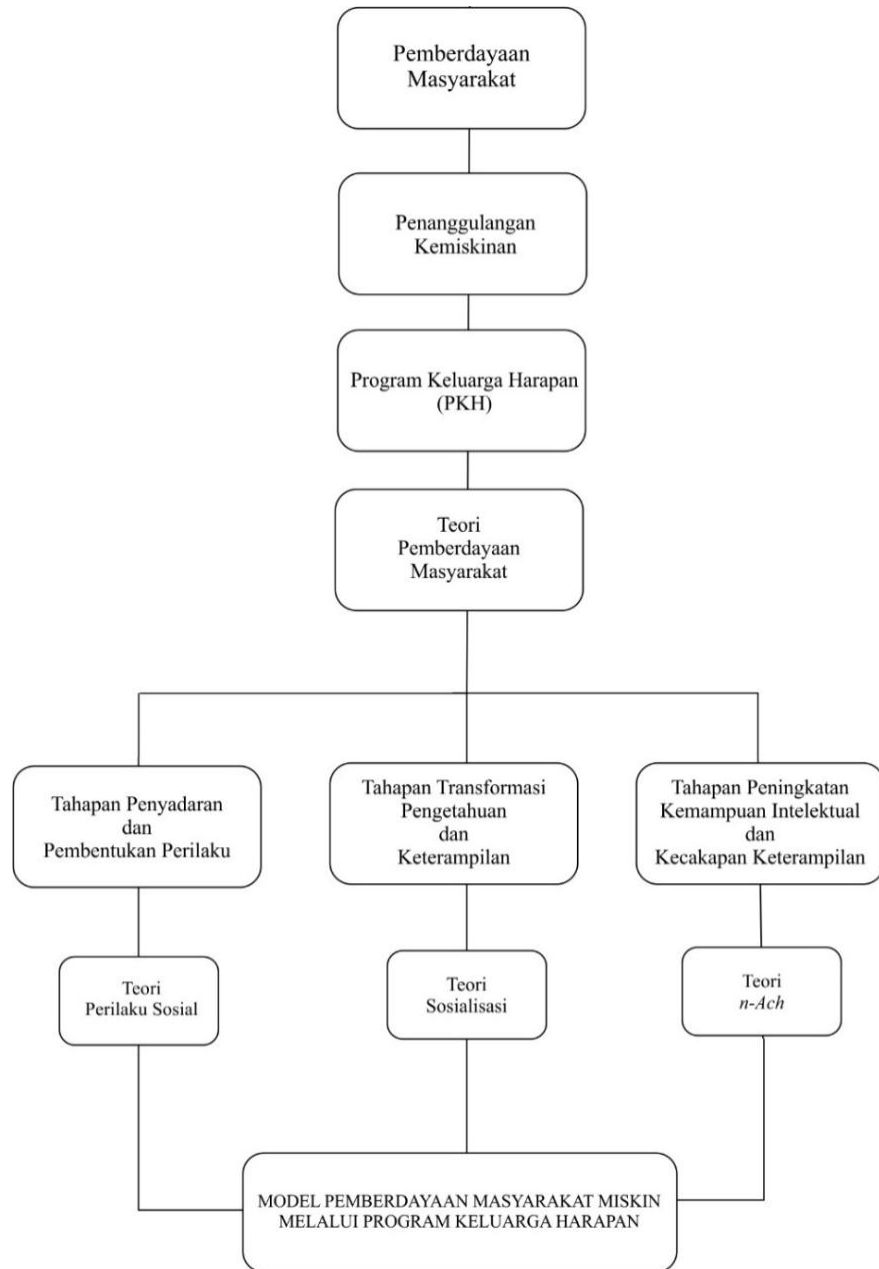 Pemberdayaan
Masyarakat
Penanggulangan
Kemiskinan
Program Keluarga Harapan
(PKH)
Teori
Pemberdayaan
Masyarakat
Tahapan Penyadaran
dan
Pembentukan Perilaku
Tahapan Transformasi
Pengetahuan
dan
Keterampilan
Tahapan Peningkatan
Kemampuan Intelektual
dan
Kecakapan Keterampilan
Teori
Perilaku Sosial
Teori
Sosialisasi
Teori
n-Ach
MODEL PEMBERDAYAAN MASYARAKAT MISKIN
MELALUI PROGRAM KELUARGA HARAPAN